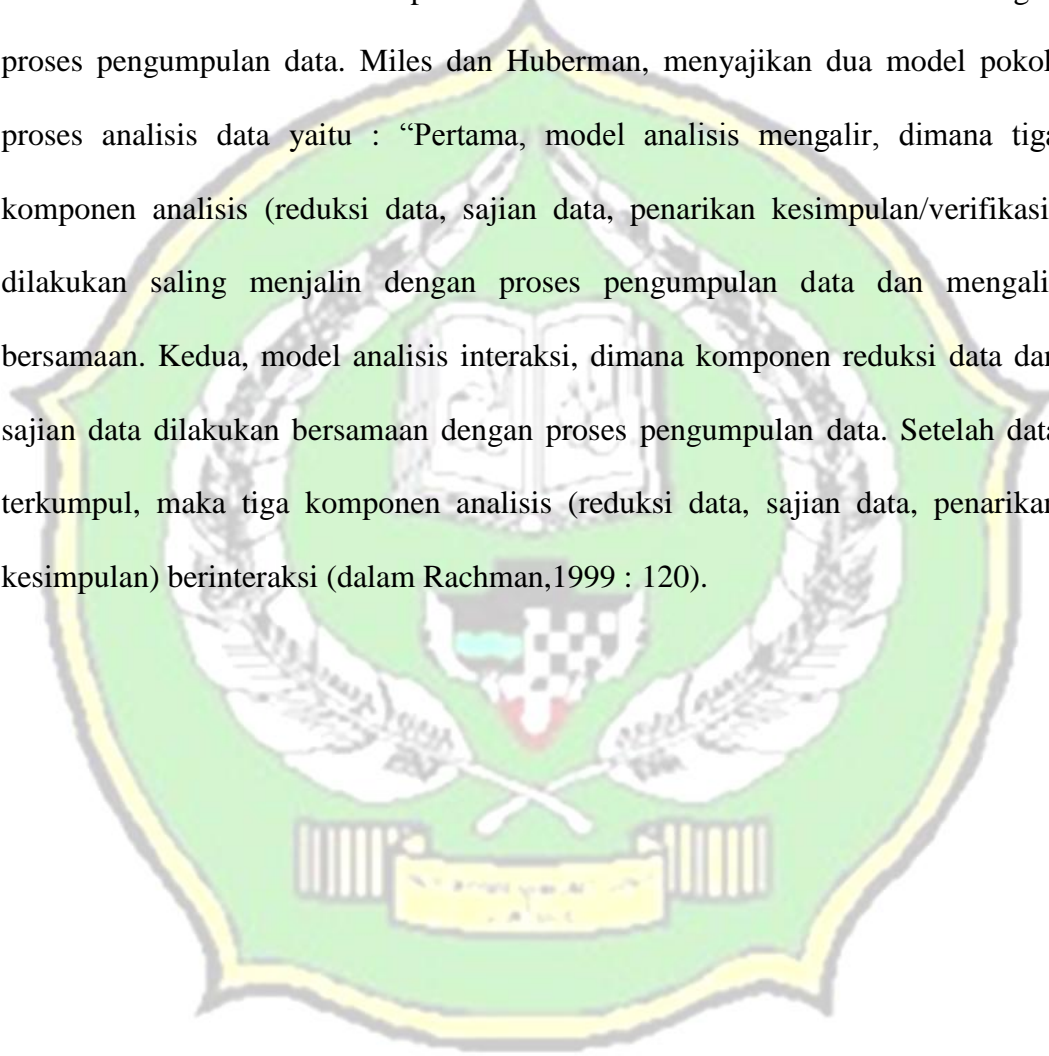 proses pengumpulan data. Miles dan Huberman, menyajikan dua model pokok
proses analisis data yaitu : “Pertama, model analisis mengalir, dimana tiga
komponen analisis (reduksi data, sajian data, penarikan kesimpulan/verifikasi
dilakukan saling menjalin dengan proses pengumpulan data dan mengali
bersamaan. Kedua, model analisis interaksi, dimana komponen reduksi data dan
sajian data dilakukan bersamaan dengan proses pengumpulan data. Setelah data
terkumpul, maka tiga komponen analisis (reduksi data, sajian data, penarikan
kesimpulan) berinteraksi (dalam Rachman,1999 : 120).